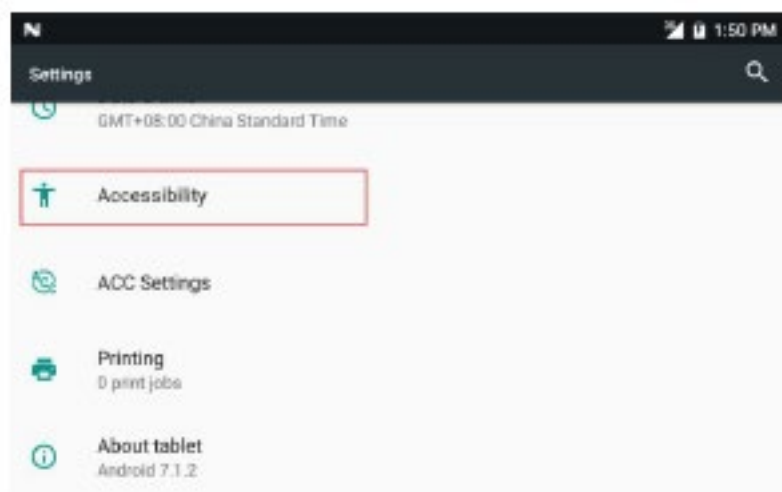 1:50 PM
Settings
GMT+08:00 China Standard Time
Accessibility
ACC Settings
Printing
0 print jobs
About tablet
Android 7.1.2